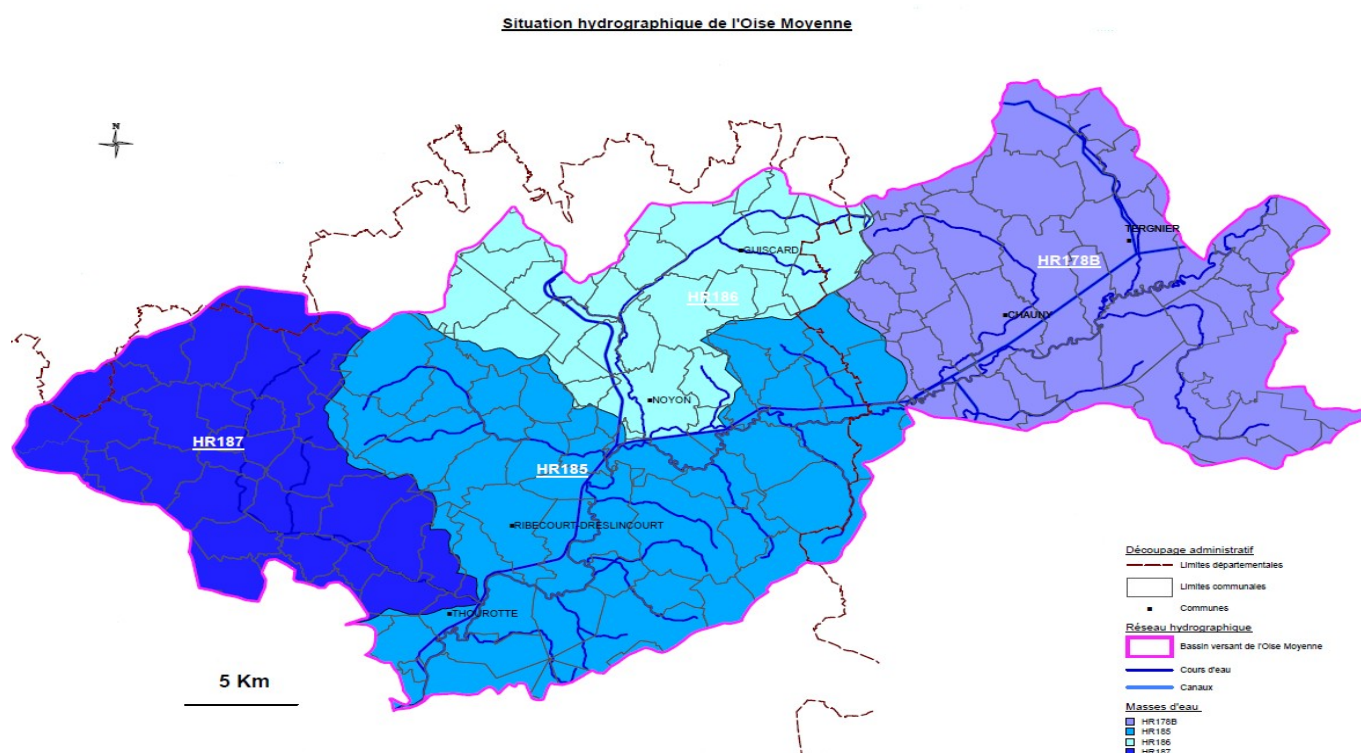 Situation hydrographique de l'Oise Moyenne
N
GUISCARD
TERGNIER
HR178B
HR186
CHAUNY
NOYON
HR187
HR185
RIBECOURT-DRESLINCOURT
THOUROTTE
5 Km
Découpage administratif
Limites départementales
Limites communales
Communes
Réseau hydrographique
Bassin versant de l'Oise Moyenne
Cours d'eau
Canaux
Masses d'eau
HR178B
HR185
HR186
HR187